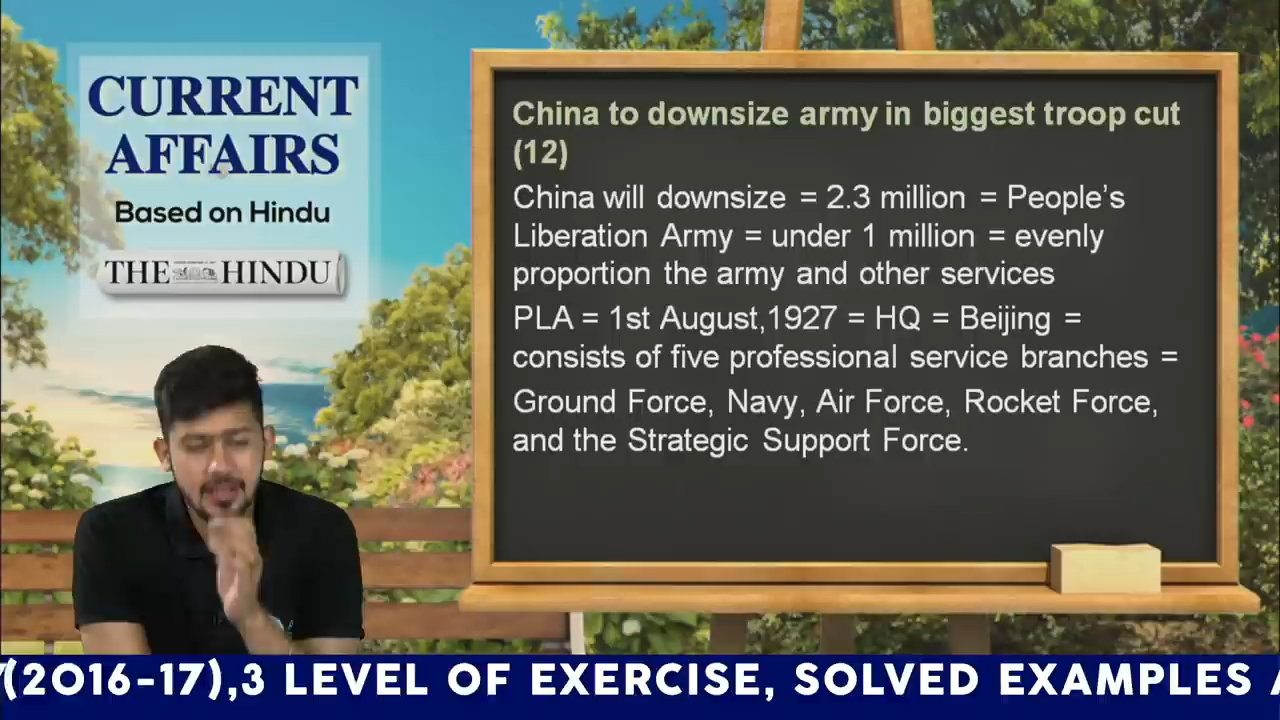 CURRENT
AFFAIRS
Based on Hindu
THE HINDU
China to downsize army in biggest troop cut
(12)
China will downsize = 2.3 million = People's
Liberation Army = under 1 million = evenly
proportion the army and other services
PLA = 1st August,1927 = HQ = Beijing =
consists of five professional service branches =
Ground Force, Navy, Air Force, Rocket Force,
and the Strategic Support Force.
(2016-17),3 LEVEL OF EXERCISE, SOLVED EXAMPLES